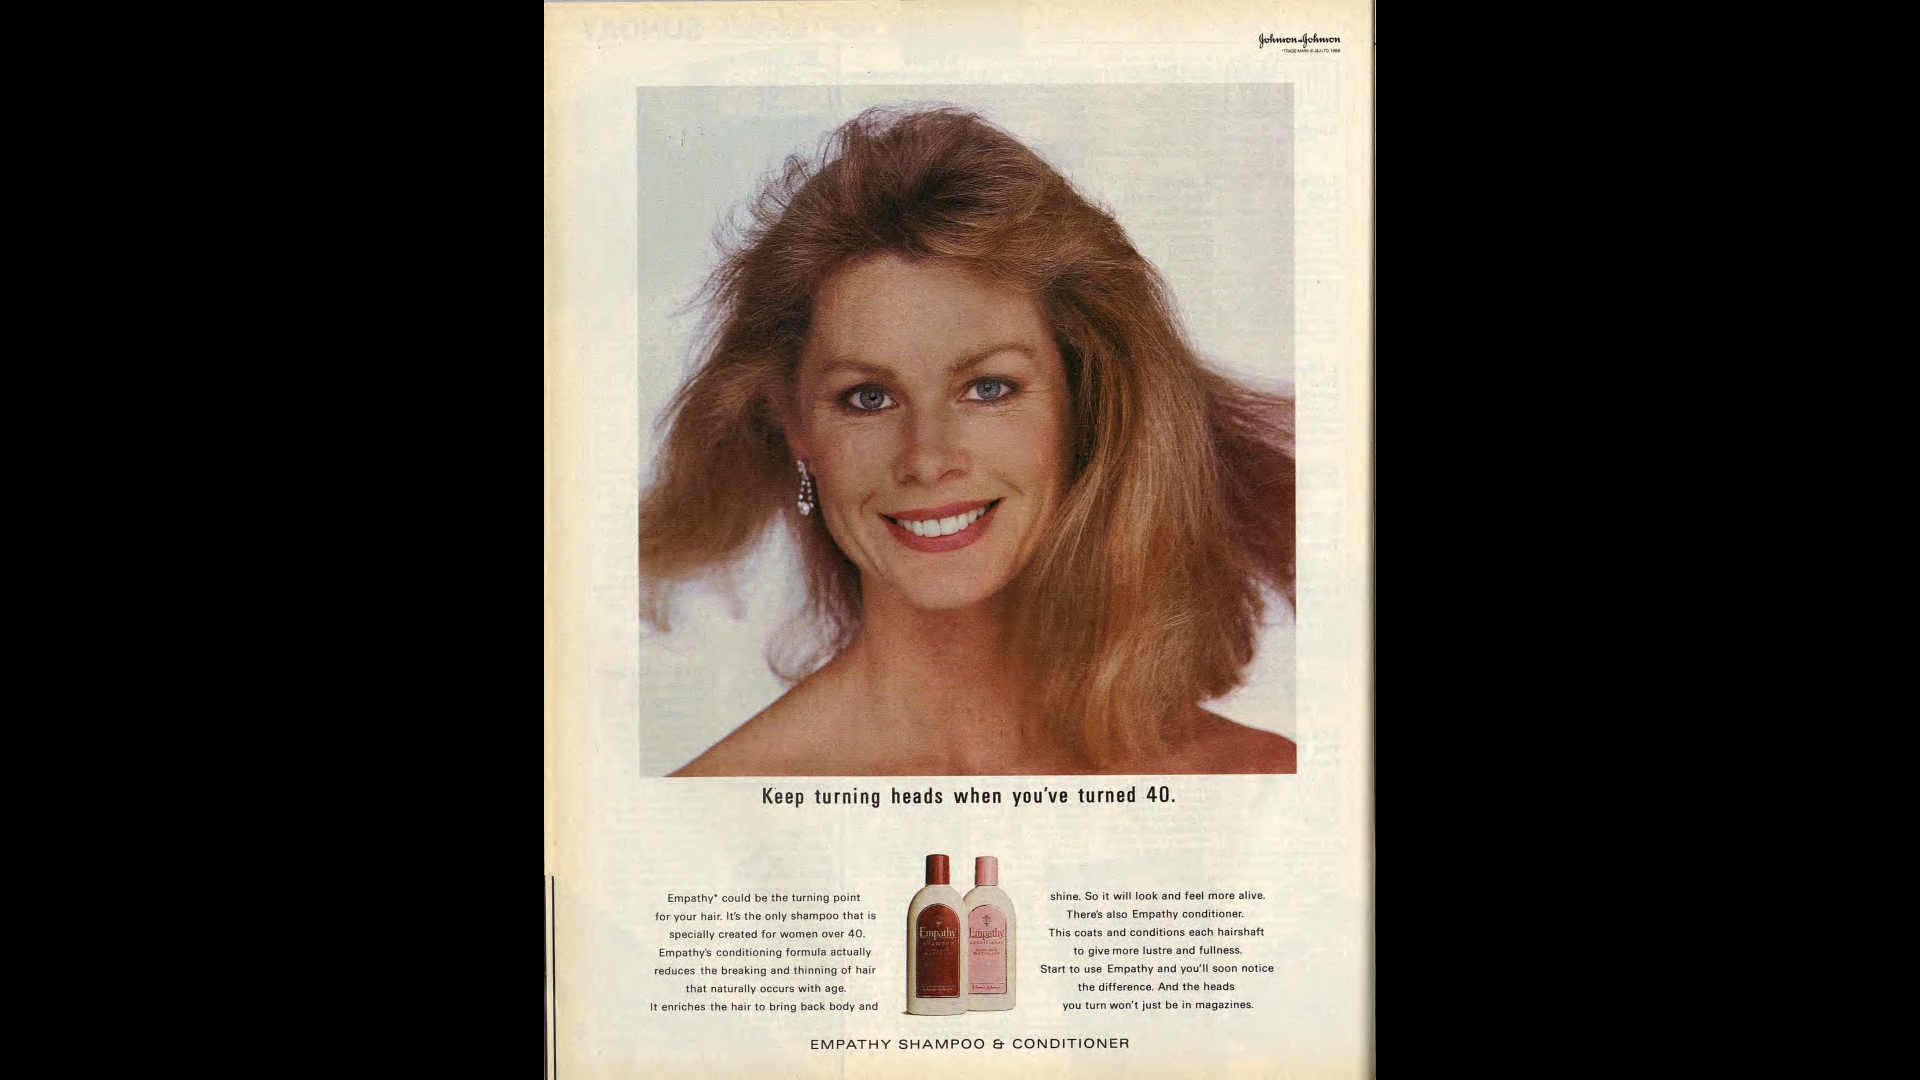 Johnson & Johnson
Keep turning heads when you've turned 40.
Empathy* could be the turning point
for your hair. It's the only shampoo that is
specially created for women over 40.
Empathy's conditioning formula actually
reduces the breaking and thinning of hair
that naturally occurs with age.
It enriches the hair to bring back body and
shine. So it will look and feel more alive.
There's also Empathy conditioner.
This coats and conditions each hairshaft
to give more lustre and fullness.
Start to use Empathy and you'll soon notice
the difference. And the heads
you turn won't just be in magazines.
Empathy
shampoo
Empathy
conditioner
EMPATHY SHAMPOO & CONDITIONER